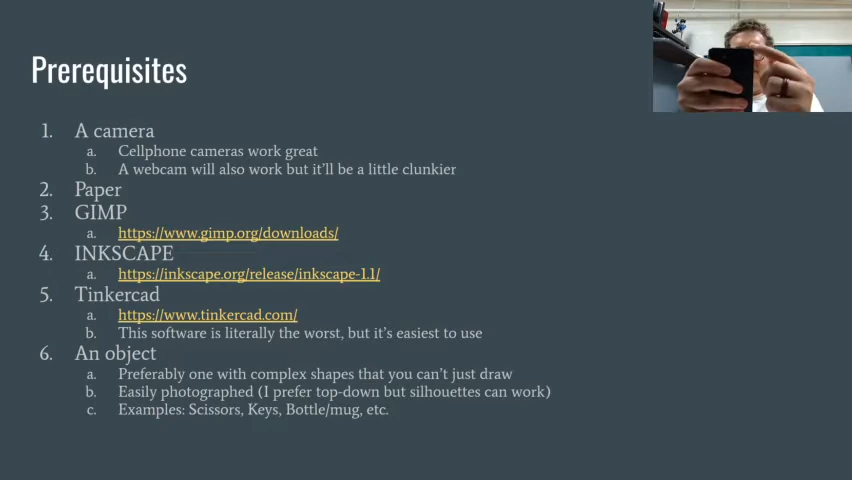 Prerequisites
1. A camera
a. Cellphone cameras work great
b. A webcam will also work but it'll be a little clunkier
2. Paper
3. GIMP
a. https://www.gimp.org/downloads/
4. INKSCAPE
a. https://inkscape.org/release/inkscape-1.1/
5. Tinkercad
a. https://www.tinkercad.com/
b. This software is literally the worst, but it's easiest to use
6. An object
a. Preferably one with complex shapes that you can't just draw
b. Easily photographed (I prefer top-down but silhouettes can work)
c. Examples: Scissors, Keys, Bottle/mug, etc.